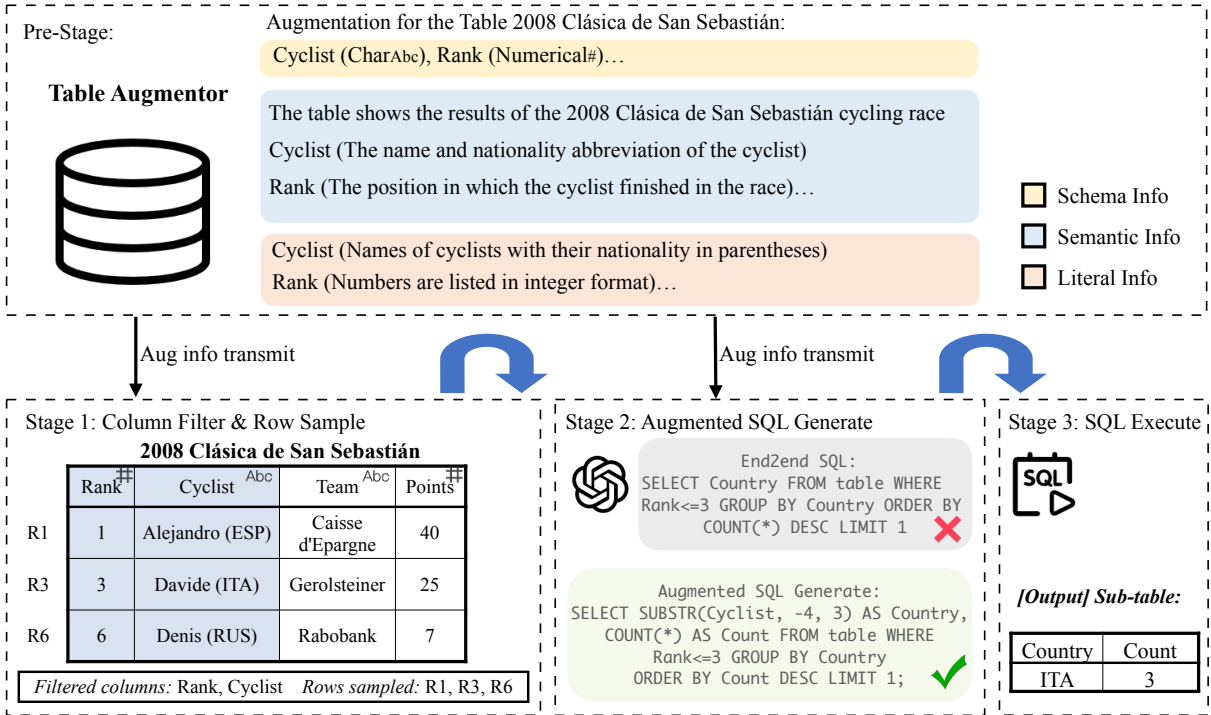 Pre-Stage:
Table Augmentor
Augmentation for the Table 2008 Clásica de San Sebastián:
Cyclist (CharAbc), Rank (Numerical#)…
The table shows the results of the 2008 Clásica de San Sebastián cycling race
Cyclist (The name and nationality abbreviation of the cyclist)
Rank (The position in which the cyclist finished in the race)…
Cyclist (Names of cyclists with their nationality in parentheses)
Rank (Numbers are listed in integer format)…
Schema Info
Semantic Info
Literal Info
Aug info transmit
Aug info transmit
Stage 1: Column Filter & Row Sample
2008 Clásica de San Sebastián
Rank # Cyclist Abc Team Abc Points #
R1 1 Alejandro (ESP) Caisse d'Epargne 40
R3 3 Davide (ITA) Gerolsteiner 25
R6 6 Denis (RUS) Rabobank 7
Filtered columns: Rank, Cyclist Rows sampled: R1, R3, R6
Stage 2: Augmented SQL Generate
End2end SQL:
SELECT Country FROM table WHERE
Rank<=3 GROUP BY Country ORDER BY
COUNT(*) DESC LIMIT 1
Augmented SQL Generate:
SELECT SUBSTR(Cyclist, -4, 3) AS Country,
COUNT(*) AS Count FROM table WHERE
Rank<=3 GROUP BY Country
ORDER BY Count DESC LIMIT 1;
Stage 3: SQL Execute
SQL
[Output] Sub-table:
Country Count
ITA 3